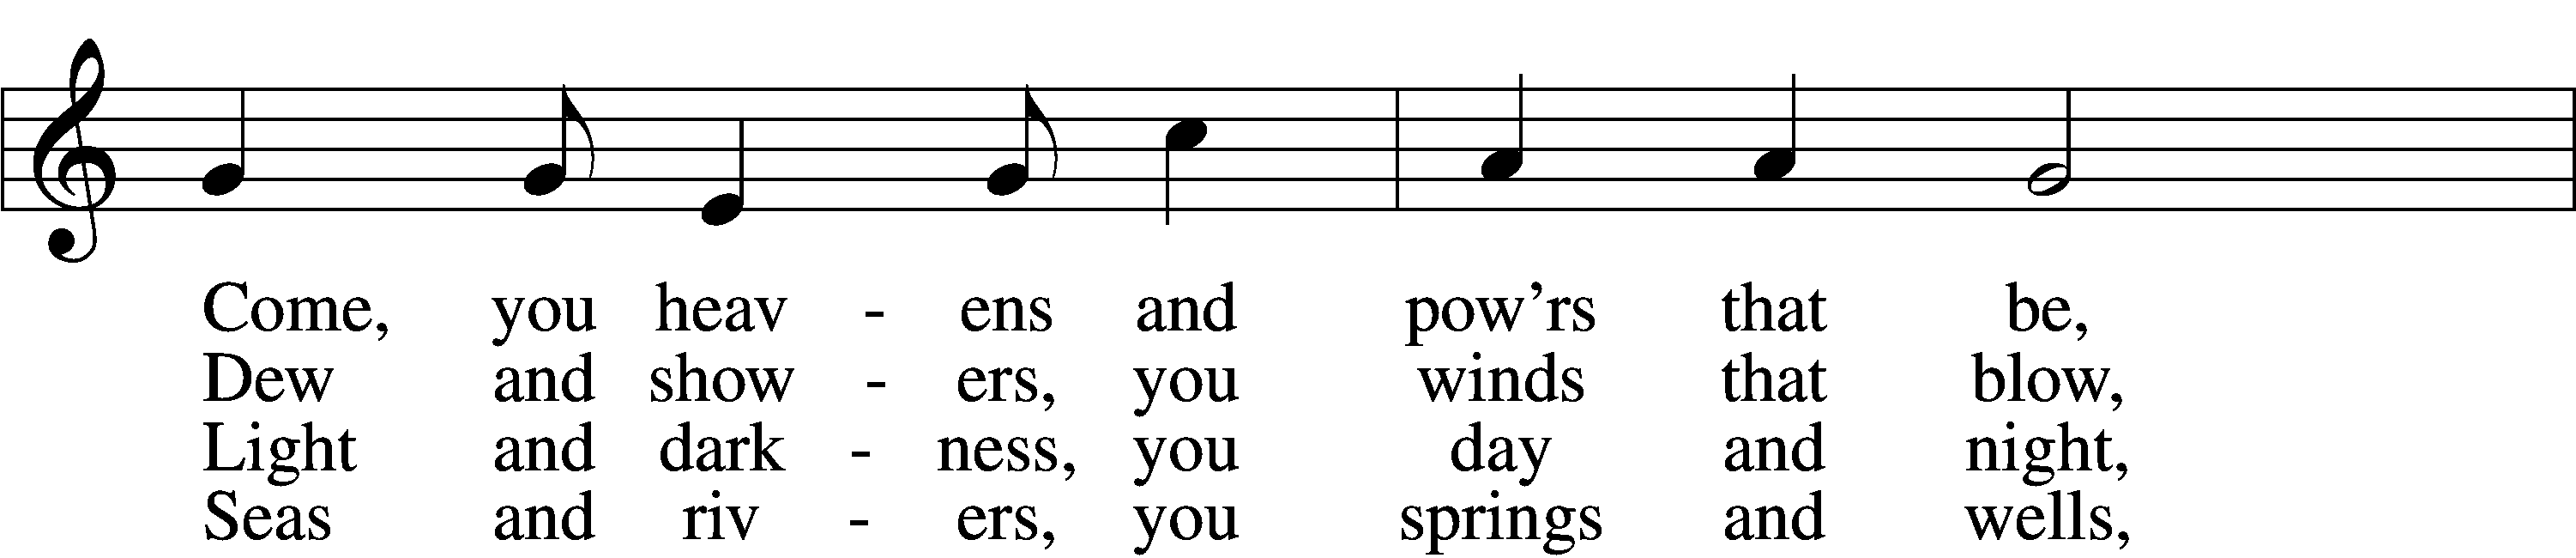 Come, you heav - ens and pow’rs that be,
Dew and show - ers, you winds that blow,
Light and dark - ness, you day and night,
Seas and riv - ers, you springs and wells,